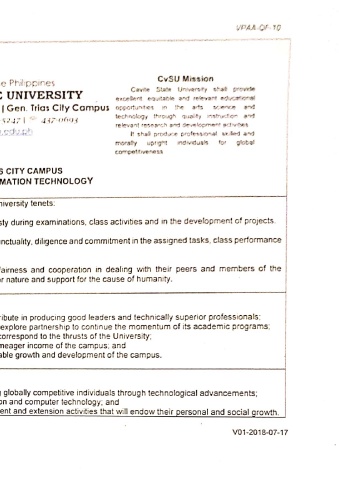 VPAA-QF-10
e Philippines
C UNIVERSITY
| Gen. Trias City Campus
-5247 | 437-0693
.edu.ph
CvSU Mission
Cavite State University shall provide
excellent equitable and relevant educational
opportunities in the arts science and
technology through quality instruction and
relevant research and development activities
It shall produce professional skilled and
morally upright individuals for global
competitiveness
S CITY CAMPUS
MATION TECHNOLOGY
niversity tenets:
sty during examinations, class activities and in the development of projects.
nctuality, diligence and commitment in the assigned tasks, class performance
fairness and cooperation in dealing with their peers and members of the
r nature and support for the cause of humanity.
ribute in producing good leaders and technically superior professionals;
explore partnership to continue the momentum of its academic programs;
correspond to the thrusts of the University;
meager income of the campus; and
able growth and development of the campus.
g globally competitive individuals through technological advancements;
on and computer technology; and
ent and extension activities that will endow their personal and social growth.
V01-2018-07-17